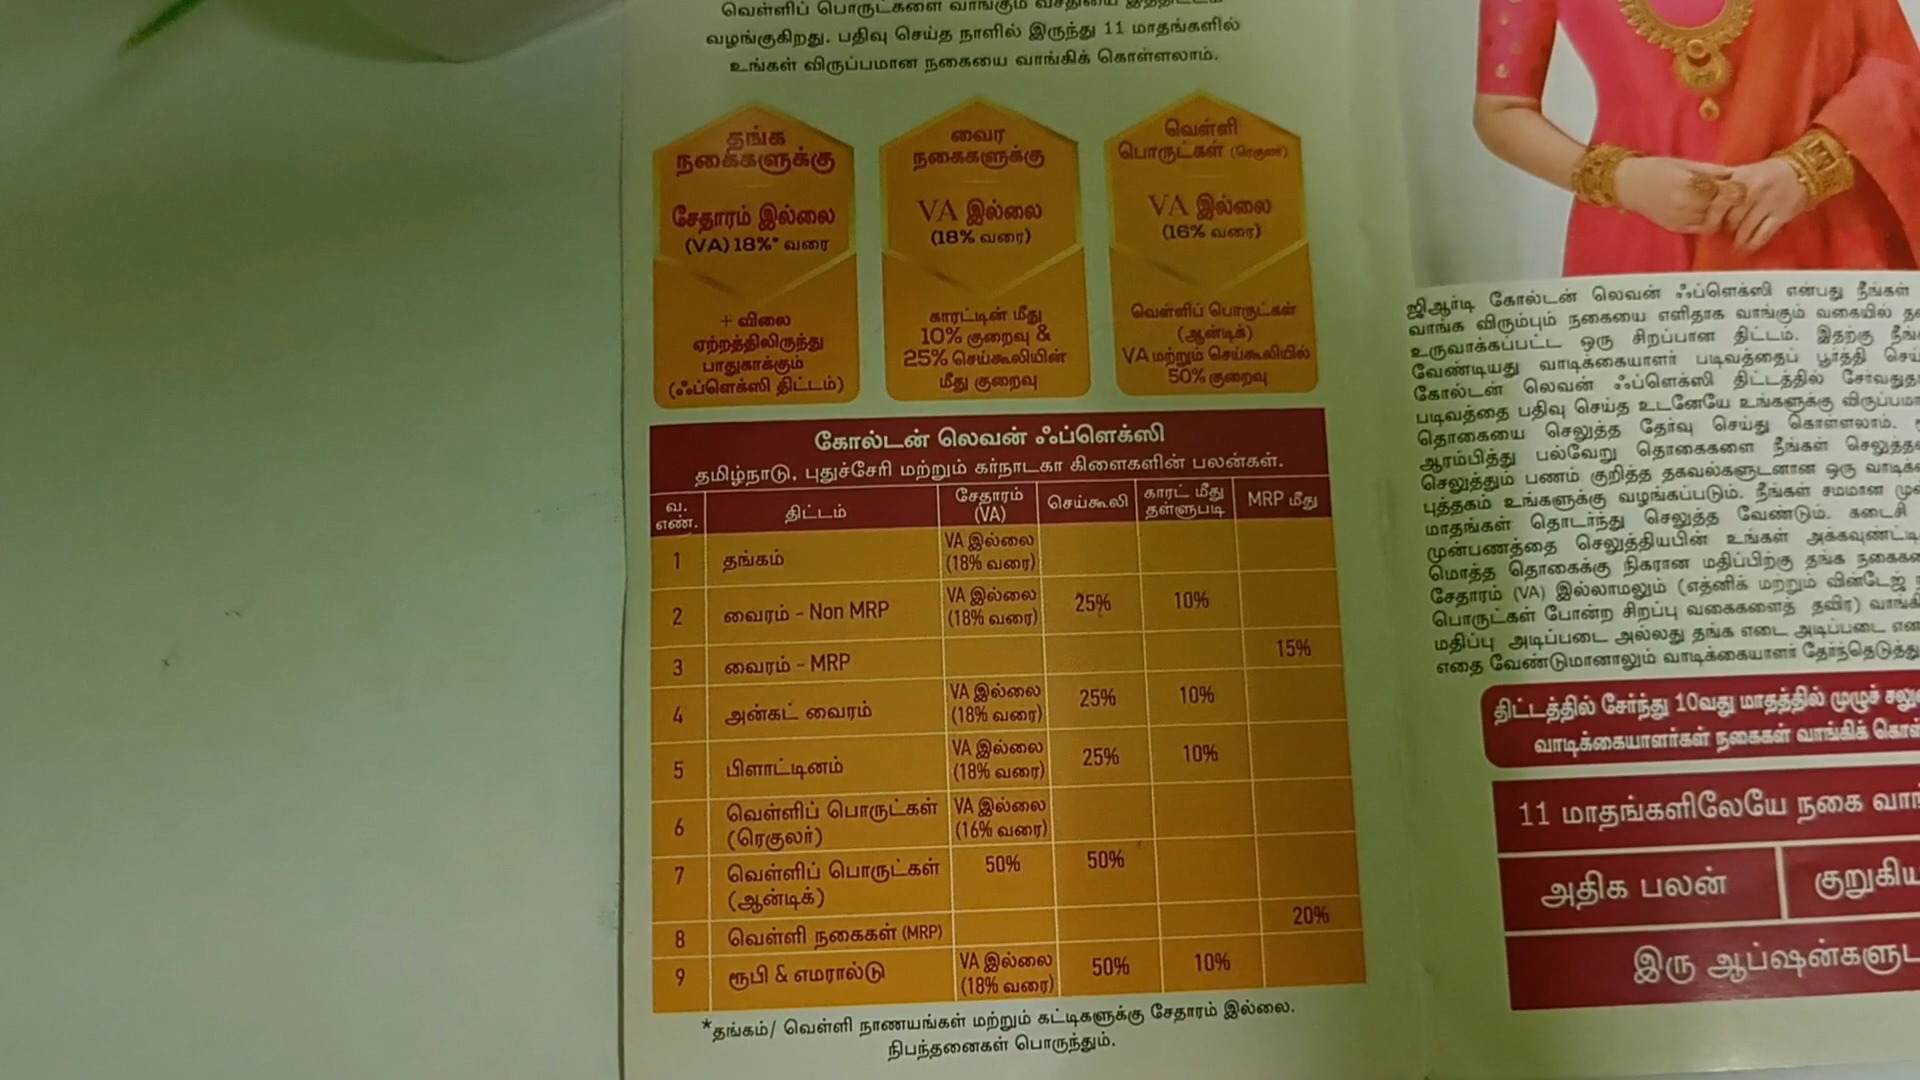 வெள்ளிப் பொருட்களை வாங்கும் வசதியை இத்திட்டம்
வழங்குகிறது. பதிவு செய்த நாளில் இருந்து 11 மாதங்களில்
உங்கள் விருப்பமான நகையை வாங்கிக் கொள்ளலாம்.
தங்க
நகைகளுக்கு
சேதாரம் இல்லை
(VA) 18%* வரை
+ விலை
ஏற்றத்திலிருந்து
பாதுகாக்கும்
(ஃப்ளெக்ஸி திட்டம்)
வைர
நகைகளுக்கு
VA இல்லை
(18% வரை)
காரட்டின் மீது
10% குறைவு &
25% செய்கூலியின்
மீது குறைவு
வெள்ளி
பொருட்கள் (ரெகுலர்)
VA இல்லை
(16% வரை)
வெள்ளிப் பொருட்கள்
(ஆன்டிக்)
VA மற்றும் செய்கூலியில்
50% குறைவு
கோல்டன் லெவன் ஃப்ளெக்ஸி
தமிழ்நாடு, புதுச்சேரி மற்றும் கர்நாடகா கிளைகளின் பலன்கள்.
வ. எண். திட்டம் சேதாரம் (VA) செய்கூலி காரட் மீது தள்ளுபடி MRP மீது
1 தங்கம் VA இல்லை (18% வரை)
2 வைரம் - Non MRP VA இல்லை (18% வரை) 25% 10%
3 வைரம் - MRP 15%
4 அன்கட் வைரம் VA இல்லை (18% வரை) 25% 10%
5 பிளாட்டினம் VA இல்லை (18% வரை) 25% 10%
6 வெள்ளிப் பொருட்கள் (ரெகுலர்) VA இல்லை (16% வரை)
7 வெள்ளிப் பொருட்கள் (ஆன்டிக்) 50% 50%
8 வெள்ளி நகைகள் (MRP) 20%
9 ரூபி & எமரால்டு VA இல்லை (18% வரை) 50% 10%
*தங்கம்/ வெள்ளி நாணயங்கள் மற்றும் கட்டிகளுக்கு சேதாரம் இல்லை.
நிபந்தனைகள் பொருந்தும்.
ஜிஆர்டி கோல்டன் லெவன் ஃப்ளெக்ஸி என்பது நீங்கள்
வாங்க விரும்பும் நகையை எளிதாக வாங்கும் வகையில்
உருவாக்கப்பட்ட ஒரு சிறப்பான திட்டம். இதற்கு
வேண்டியது வாடிக்கையாளர் படிவத்தைப் பூர்த்தி
கோல்டன் லெவன் ஃப்ளெக்ஸி திட்டத்தில்
படிவத்தை பதிவு செய்த உடனேயே உங்களுக்கு
தொகையை செலுத்த தேர்வு செய்து கொள்ளலாம்.
ஆரம்பித்து பல்வேறு தொகைகளை நீங்கள்
செலுத்தும் பணம் குறித்த தகவல்களுடனான ஒரு
புத்தகம் உங்களுக்கு வழங்கப்படும். நீங்கள் சமமான
மாதங்கள் தொடர்ந்து செலுத்த வேண்டும். கடைசி
முன்பணத்தை செலுத்தியபின் உங்கள்
மொத்த தொகைக்கு நிகரான மதிப்பிற்கு தங்க
சேதாரம் (VA) இல்லாமலும் (எத்னிக் மற்றும் வின்டேஜ்
பொருட்கள் போன்ற சிறப்பு வகைகளைத் தவிர)
மதிப்பு அடிப்படை அல்லது தங்க எடை அடிப்படை
எதை வேண்டுமானாலும் வாடிக்கையாளர்
திட்டத்தில் சேர்ந்து 10வது மாதத்தில் முழுச்
வாடிக்கையாளர்கள் நகைகள் வாங்கிக்
11 மாதங்களிலேயே நகை
அதிக பலன்
இரு